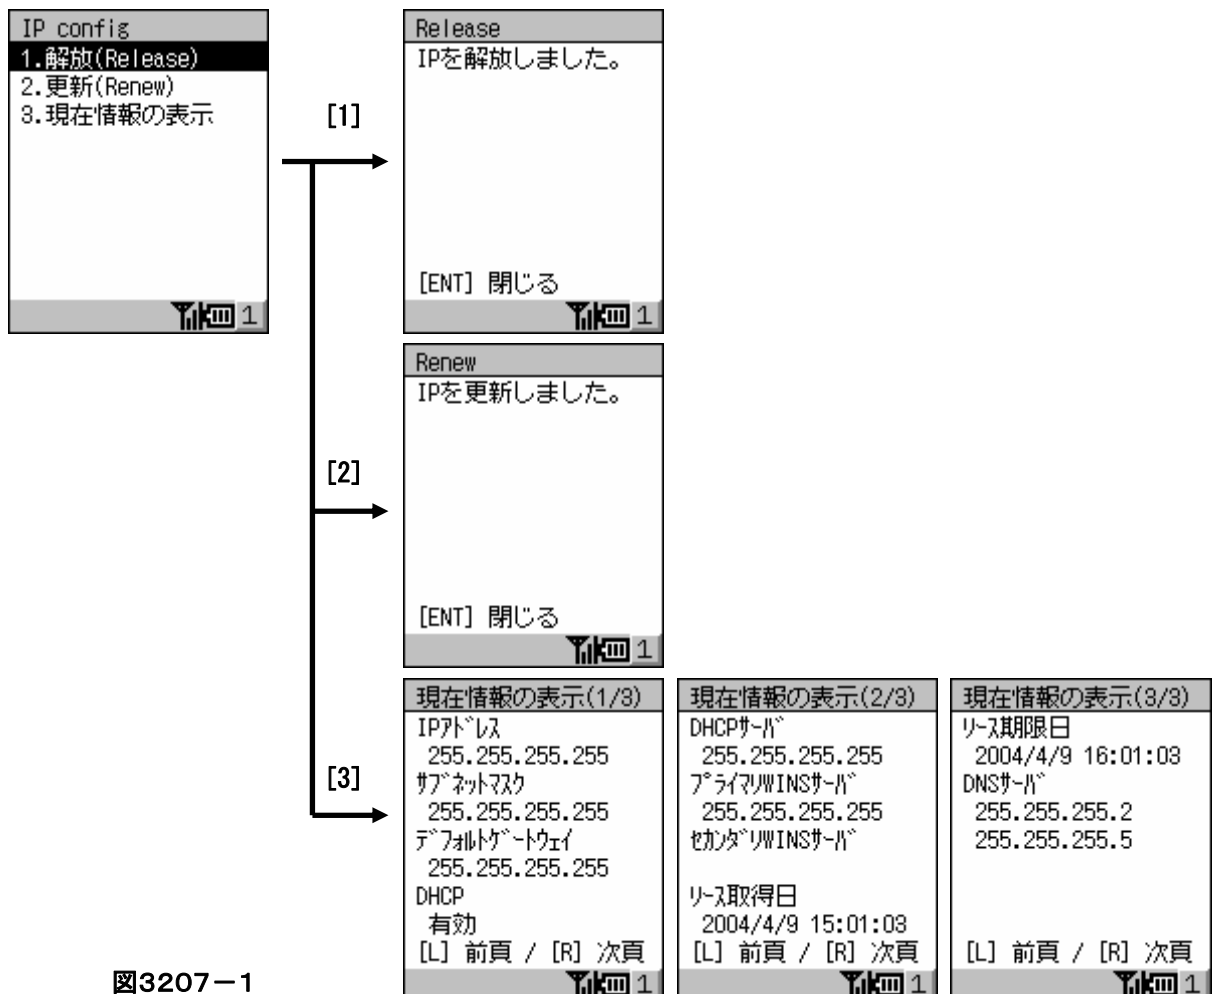 IP config
1.解放(Release)
2.更新(Renew)
3.現在情報の表示
1
[1]
Release
IPを解放しました。
[ENT] 閉じる
1
[2]
Renew
IPを更新しました。
[ENT] 閉じる
1
[3]
現在情報の表示(1/3)
IPｱﾄﾞﾚｽ
255.255.255.255
ｻﾌﾞﾈｯﾄﾏｽｸ
255.255.255.255
ﾃﾞﾌｫﾙﾄｹﾞｰﾄｳｪｲ
255.255.255.255
DHCP
有効
[L] 前頁 / [R] 次頁
1
現在情報の表示(2/3)
DHCPｻｰﾊﾞ
255.255.255.255
ﾌﾟﾗｲﾏﾘWINSｻｰﾊﾞ
255.255.255.255
ｾｶﾝﾀﾞﾘWINSｻｰﾊﾞ
ﾘｰｽ取得日
2004/4/9 15:01:03
[L] 前頁 / [R] 次頁
1
現在情報の表示(3/3)
ﾘｰｽ期限日
2004/4/9 16:01:03
DNSｻｰﾊﾞ
255.255.255.2
255.255.255.5
[L] 前頁 / [R] 次頁
1
図3207－1